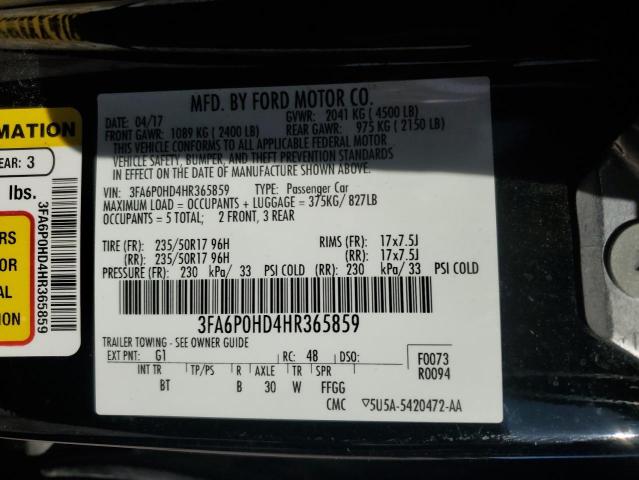 MFD. BY FORD MOTOR CO.
DATE: 04/17 GVWR: 2041 KG ( 4500 LB)
FRONT GAWR: 1089 KG ( 2400 LB) REAR GAWR: 975 KG ( 2150 LB)
THIS VEHICLE CONFORMS TO ALL APPLICABLE FEDERAL MOTOR
VEHICLE SAFETY, BUMPER, AND THEFT PREVENTION STANDARDS
IN EFFECT ON THE DATE OF MANUFACTURE SHOWN ABOVE.
VIN: 3FA6P0HD4HR365859 TYPE: Passenger Car
MAXIMUM LOAD = OCCUPANTS + LUGGAGE = 375KG/ 827LB
OCCUPANTS = 5 TOTAL; 2 FRONT, 3 REAR
TIRE (FR): 235/50R17 96H RIMS (FR): 17x7.5J
(RR): 235/50R17 96H (RR): 17x7.5J
PRESSURE (FR): 230 kPa/ 33 PSI COLD (RR): 230 kPa/ 33 PSI COLD
3FA6P0HD4HR365859
TRAILER TOWING - SEE OWNER GUIDE
EXT PNT: G1 RC: 48 DSO: F0073
INT TR TP/PS R AXLE TR SPR R0094
BT B 30 W FFGG
CMC ▽5U5A-5420472-AA
MATION
EAR: 3
lbs.
RS
OR
AL
ION
3FA6P0HD4HR365859